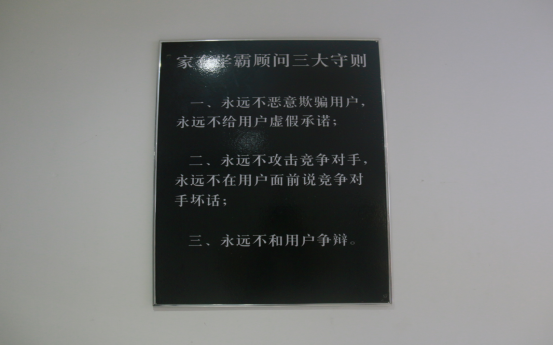 家有学霸顾问三大守则
一、永远不恶意欺骗用户，
永远不给用户虚假承诺；
二、永远不攻击竞争对手，
永远不在用户面前说竞争对
手坏话；
三、永远不和用户争辩。